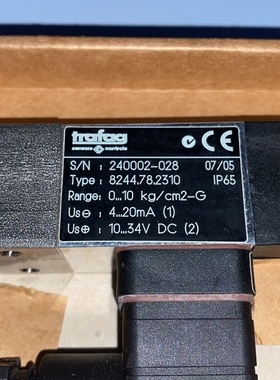 trafag
sensors controls
CE
S/N : 240002-028 07/05
Type : 8244.78.2310 IP65
Range: 0...10 kg/cm2-G
Us⊖ : 4...20mA (1)
Us⊕ : 10...34V DC (2)